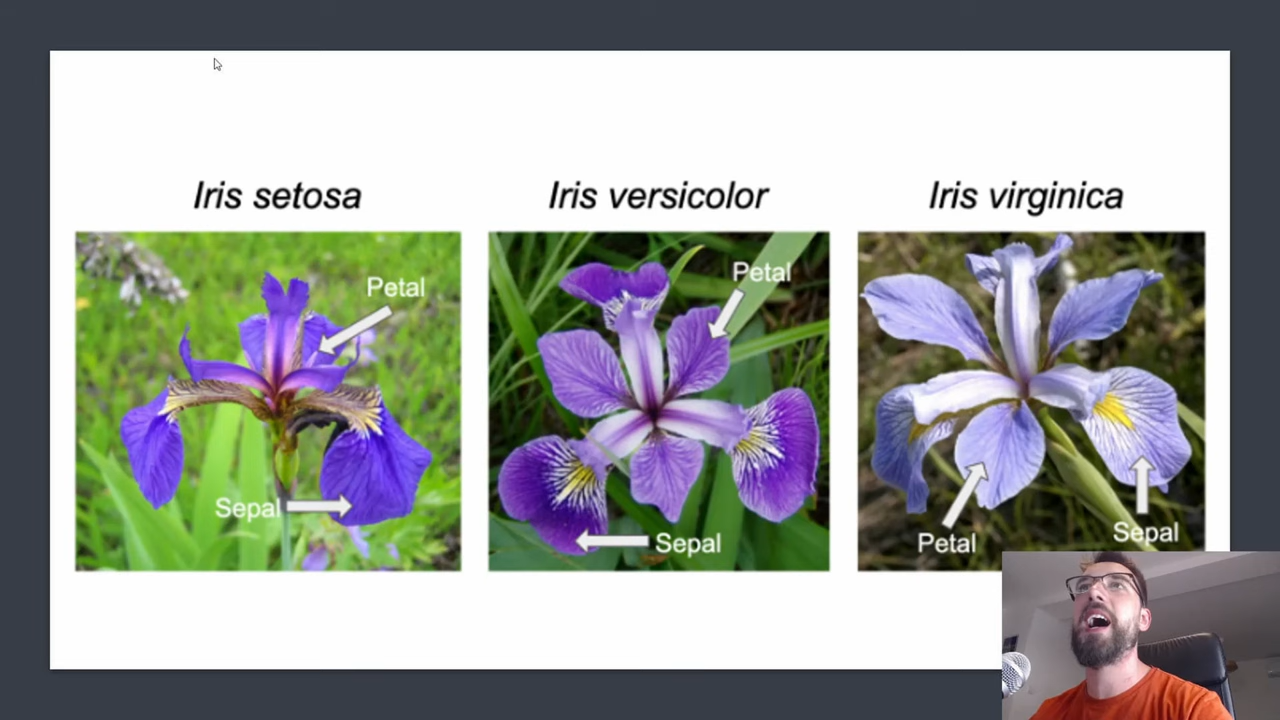 Iris setosa
Iris versicolor
Iris virginica
Petal
Sepal
Petal
Sepal
Petal
Sepal